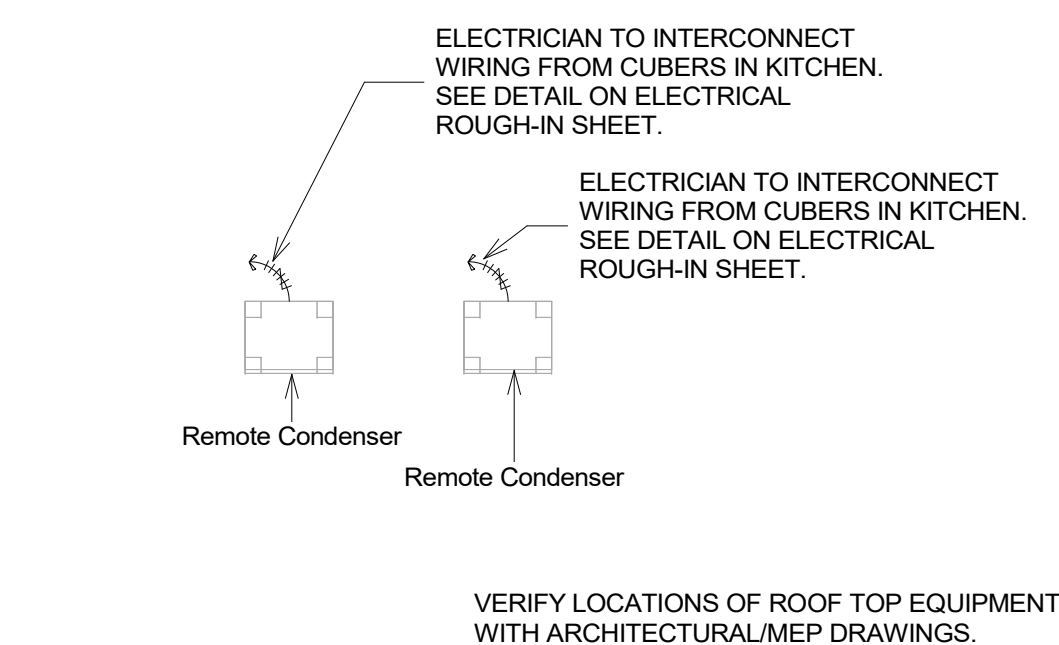 ELECTRICIAN TO INTERCONNECT
WIRING FROM CUBERS IN KITCHEN.
SEE DETAIL ON ELECTRICAL
ROUGH-IN SHEET.
ELECTRICIAN TO INTERCONNECT
WIRING FROM CUBERS IN KITCHEN.
SEE DETAIL ON ELECTRICAL
ROUGH-IN SHEET.
Remote Condenser
Remote Condenser
VERIFY LOCATIONS OF ROOF TOP EQUIPMENT
WITH ARCHITECTURAL/MEP DRAWINGS.